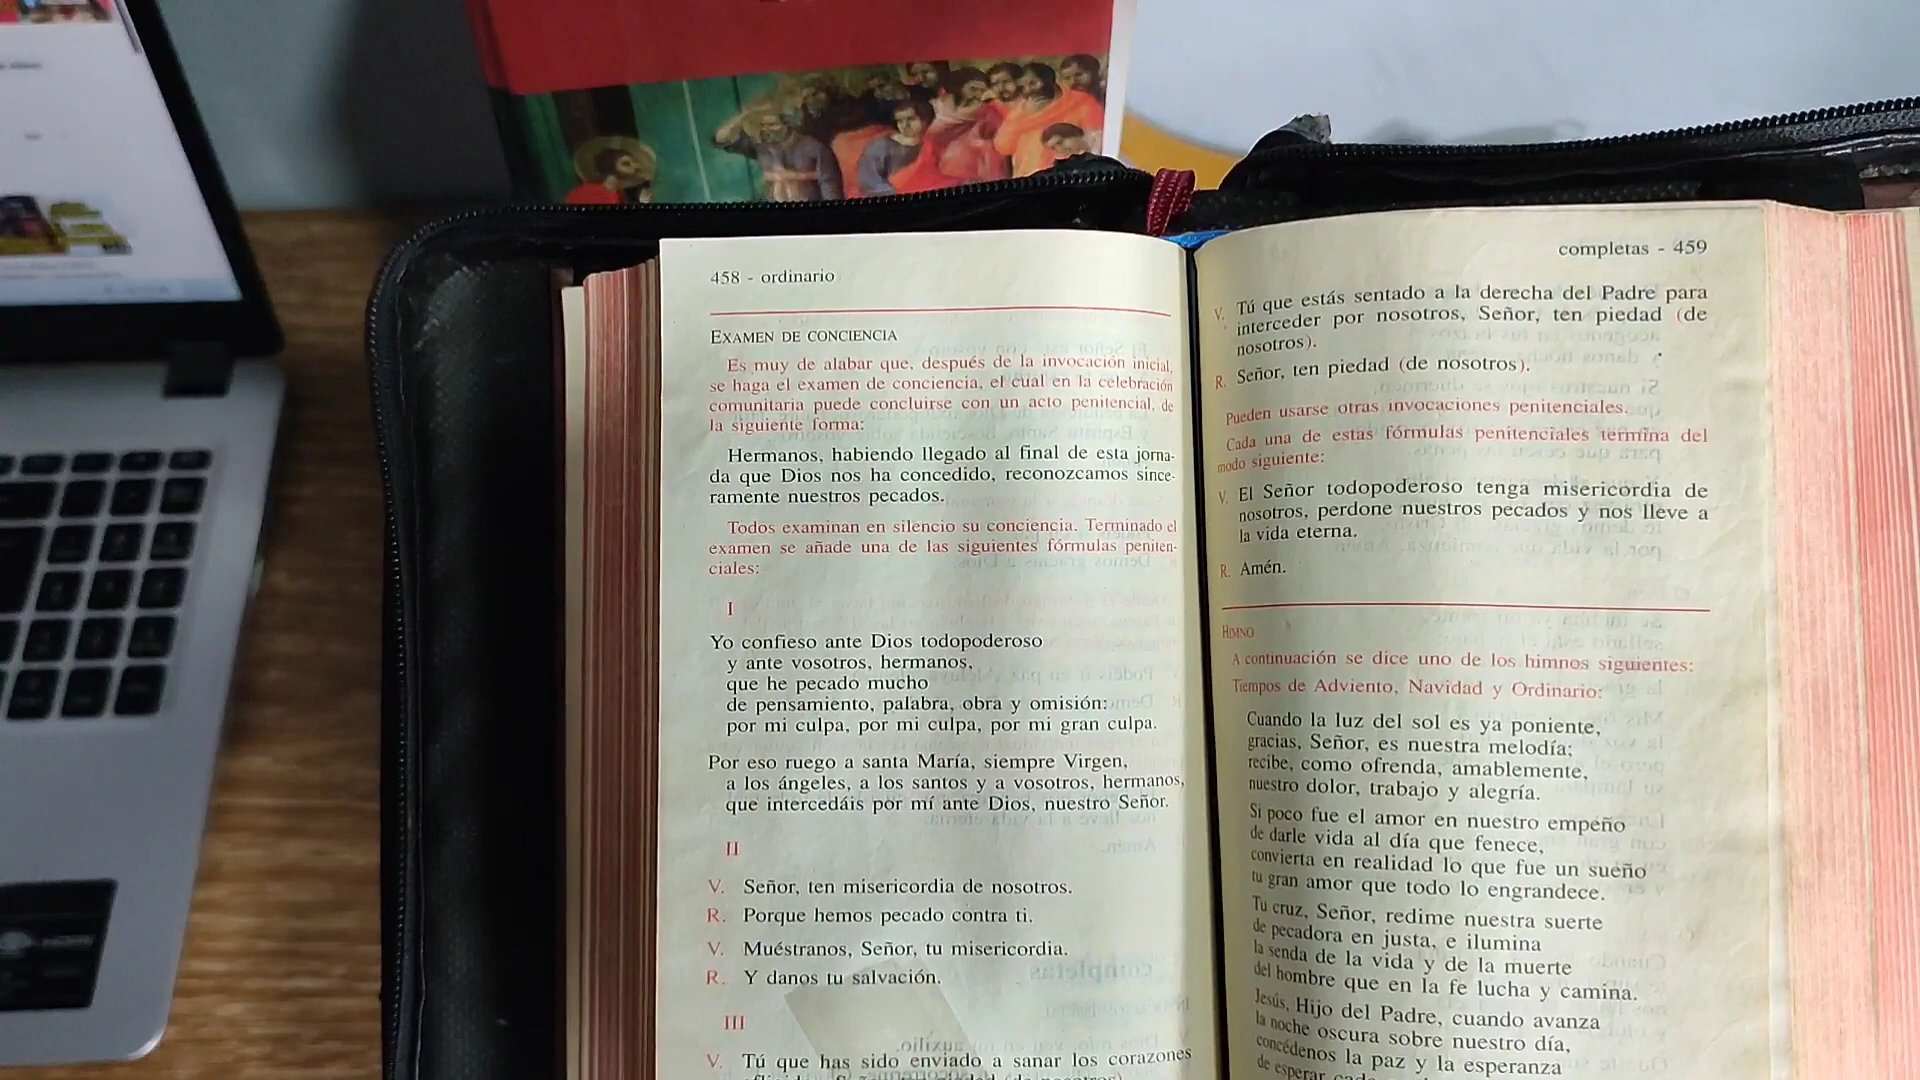 458 - ordinario
EXAMEN DE CONCIENCIA
Es muy de alabar que, después de la invocación inicial,
se haga el examen de conciencia, el cual en la celebración
comunitaria puede concluirse con un acto penitencial, de
la siguiente forma:
Hermanos, habiendo llegado al final de esta jorna-
da que Dios nos ha concedido, reconozcamos since-
ramente nuestros pecados.
Todos examinan en silencio su conciencia. Terminado el
examen se añade una de las siguientes fórmulas peniten-
ciales:
I
Yo confieso ante Dios todopoderoso
y ante vosotros, hermanos,
que he pecado mucho
de pensamiento, palabra, obra y omisión:
por mi culpa, por mi culpa, por mi gran culpa.
Por eso ruego a santa María, siempre Virgen,
a los ángeles, a los santos y a vosotros, hermanos,
que intercedáis por mí ante Dios, nuestro Señor.
II
V. Señor, ten misericordia de nosotros.
R. Porque hemos pecado contra ti.
V. Muéstranos, Señor, tu misericordia.
R. Y danos tu salvación.
III
V. Tú que has sido enviado a sanar los corazones
completas - 459
V. Tú que estás sentado a la derecha del Padre para
interceder por nosotros, Señor, ten piedad (de
nosotros).
R. Señor, ten piedad (de nosotros).
Pueden usarse otras invocaciones penitenciales.
Cada una de estas fórmulas penitenciales termina del
modo siguiente:
V. El Señor todopoderoso tenga misericordia de
nosotros, perdone nuestros pecados y nos lleve a
la vida eterna.
R. Amén.
HIMNO
A continuación se dice uno de los himnos siguientes:
Tiempos de Adviento, Navidad y Ordinario:
Cuando la luz del sol es ya poniente,
gracias, Señor, es nuestra melodía;
recibe, como ofrenda, amablemente,
nuestro dolor, trabajo y alegría.
Si poco fue el amor en nuestro empeño
de darle vida al día que fenece,
convierta en realidad lo que fue un sueño
tu gran amor que todo lo engrandece.
Tu cruz, Señor, redime nuestra suerte
de pecadora en justa, e ilumina
la senda de la vida y de la muerte
del hombre que en la fe lucha y camina.
Jesús, Hijo del Padre, cuando avanza
la noche oscura sobre nuestro día,
concédenos la paz y la esperanza
de esperar